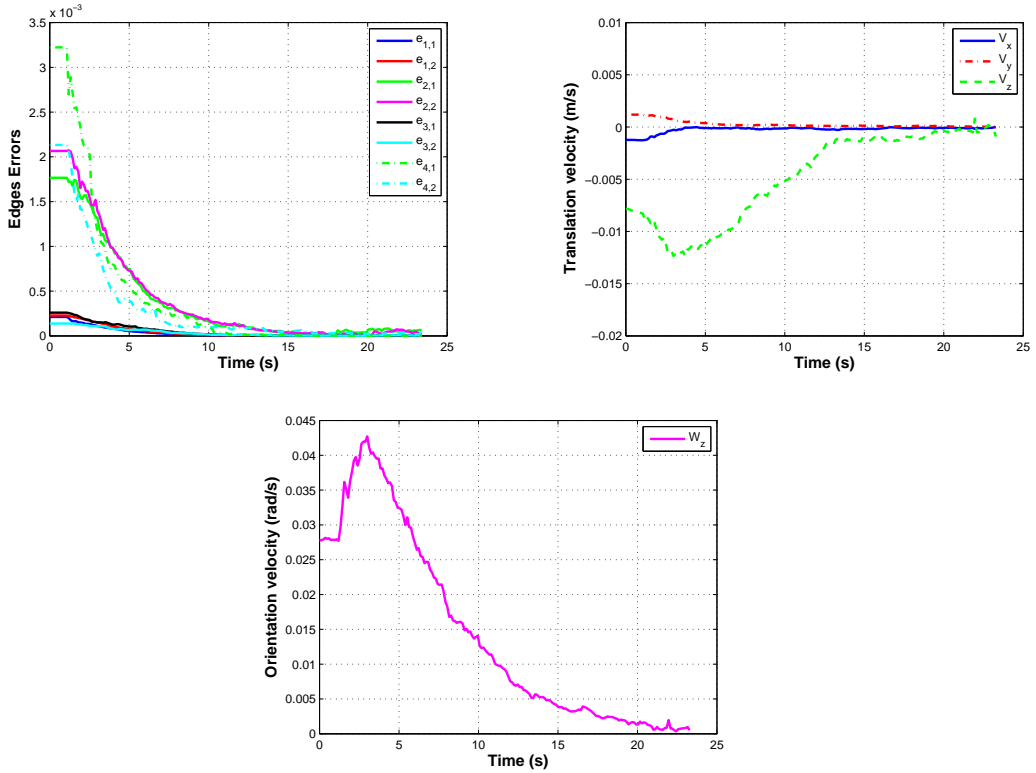 x 10⁻³
3.5
3
2.5
2
1.5
1
0.5
0
0 5 10 15 20 25
Edges Errors
Time (s)
e1,1
e1,2
e2,1
e2,2
e3,1
e3,2
e4,1
e4,2
0.01
0.005
0
−0.005
−0.01
−0.015
−0.02
0 5 10 15 20 25
Translation velocity (m/s)
Time (s)
Vx
Vy
Vz
0.045
0.04
0.035
0.03
0.025
0.02
0.015
0.01
0.005
0
0 5 10 15 20 25
Orientation velocity (rad/s)
Time (s)
Wz